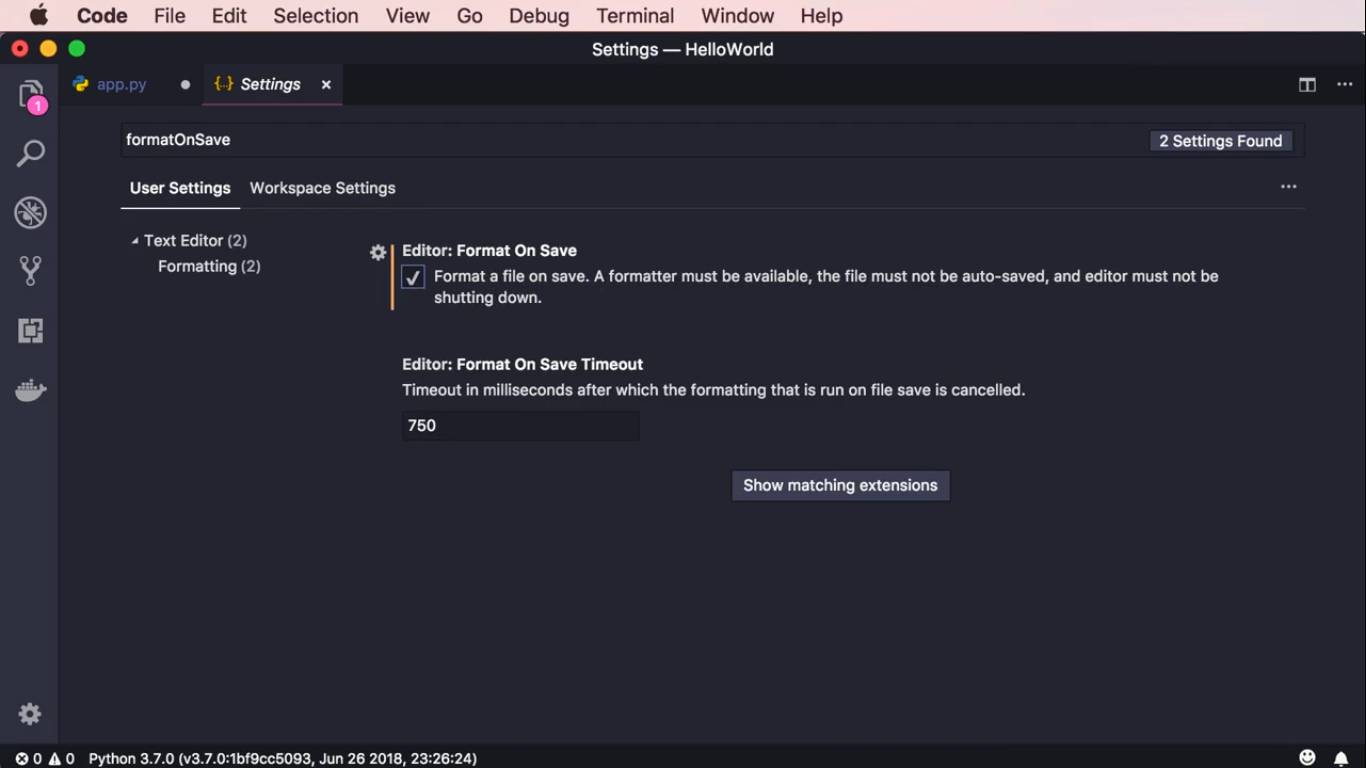 Code File Edit Selection View Go Debug Terminal Window Help
Settings — HelloWorld
app.py
{..} Settings
1
formatOnSave
2 Settings Found
User Settings Workspace Settings
Text Editor (2)
Formatting (2)
Editor: Format On Save
Format a file on save. A formatter must be available, the file must not be auto-saved, and editor must not be
shutting down.
Editor: Format On Save Timeout
Timeout in milliseconds after which the formatting that is run on file save is cancelled.
750
Show matching extensions
0 0 Python 3.7.0 (v3.7.0:1bf9cc5093, Jun 26 2018, 23:26:24)